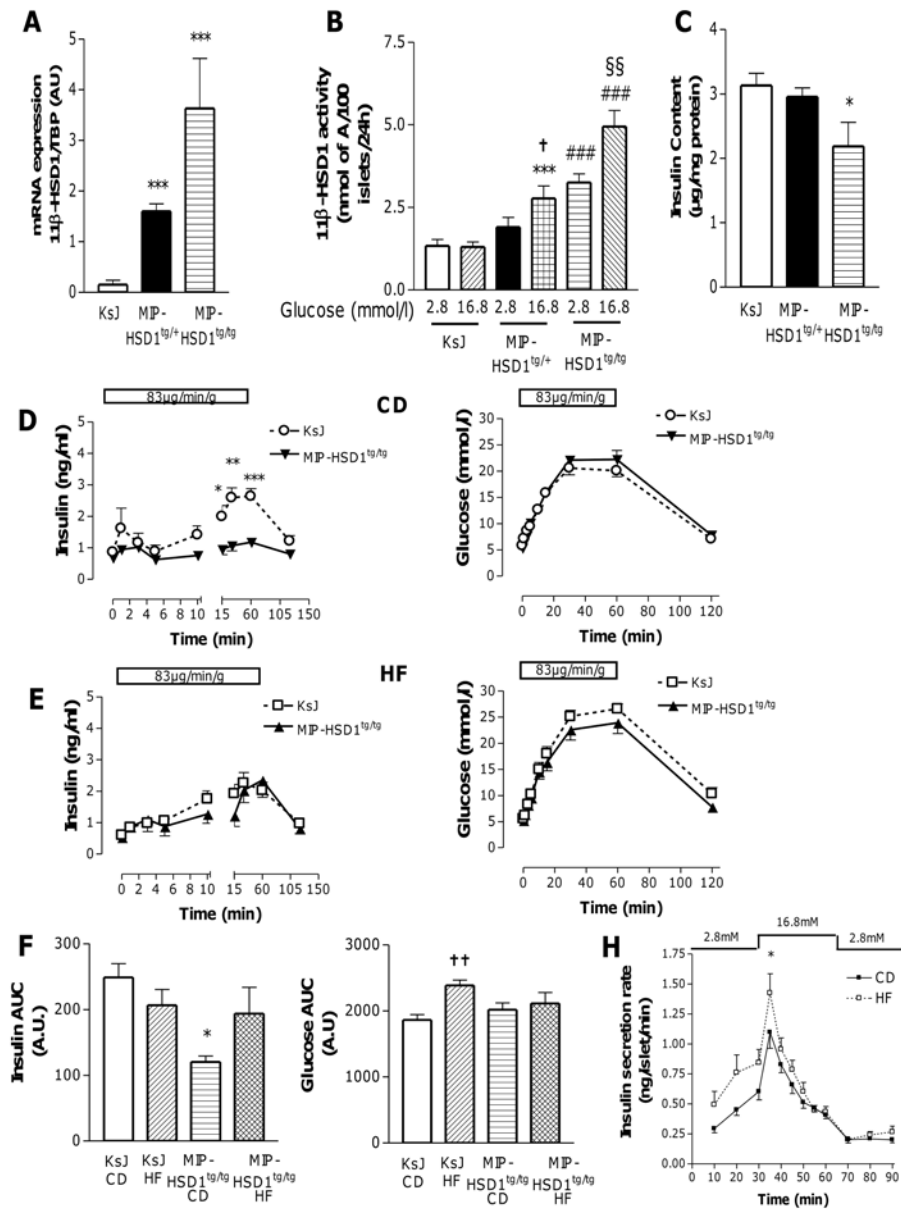 A
mRNA expression
11β-HSD1/TBP (AU)
5
4
3
2
1
0
***
***
KsJ
MIP-
HSD1tg/+
MIP-
HSD1tg/tg
B
11β-HSD1 activity
(nmol of A/100
islets/24h)
7.5
5.0
2.5
0.0
†
***
###
§§
###
Glucose (mmol/l)
2.8 16.8 2.8 16.8 2.8 16.8
KsJ
MIP-
HSD1tg/+
MIP-
HSD1tg/tg
C
Insulin Content
(µg/mg protein)
4
3
2
1
0
*
KsJ
MIP-
HSD1tg/+
MIP-
HSD1tg/tg
D
83µg/min/g
Insulin (ng/ml)
5
4
3
2
1
0
KsJ
MIP-HSD1tg/tg
*
**
***
0 2 4 6 8 10 15 60 105 150
Time (min)
CD
83µg/min/g
Glucose (mmol/l)
30
25
20
15
10
5
0
KsJ
MIP-HSD1tg/tg
0 20 40 60 80 100 120
Time (min)
E
83µg/min/g
Insulin (ng/ml)
5
4
3
2
1
0
KsJ
MIP-HSD1tg/tg
0 2 4 6 8 10 15 60 105 150
Time (min)
HF
83µg/min/g
Glucose (mmol/l)
30
25
20
15
10
5
0
KsJ
MIP-HSD1tg/tg
0 20 40 60 80 100 120
Time (min)
F
Insulin AUC
(A.U.)
300
200
100
0
*
KsJ
CD
KsJ
HF
MIP-
HSD1tg/tg
CD
MIP-
HSD1tg/tg
HF
Glucose AUC
(A.U)
3000
2000
1000
0
††
KsJ
CD
KsJ
HF
MIP-
HSD1tg/tg
CD
MIP-
HSD1tg/tg
HF
H
2.8mM
16.8mM
2.8mM
Insulin secretion rate
(ng/islet/min)
1.75
1.50
1.25
1.00
0.75
0.50
0.25
0.00
*
CD
HF
0 10 20 30 40 50 60 70 80 90
Time (min)